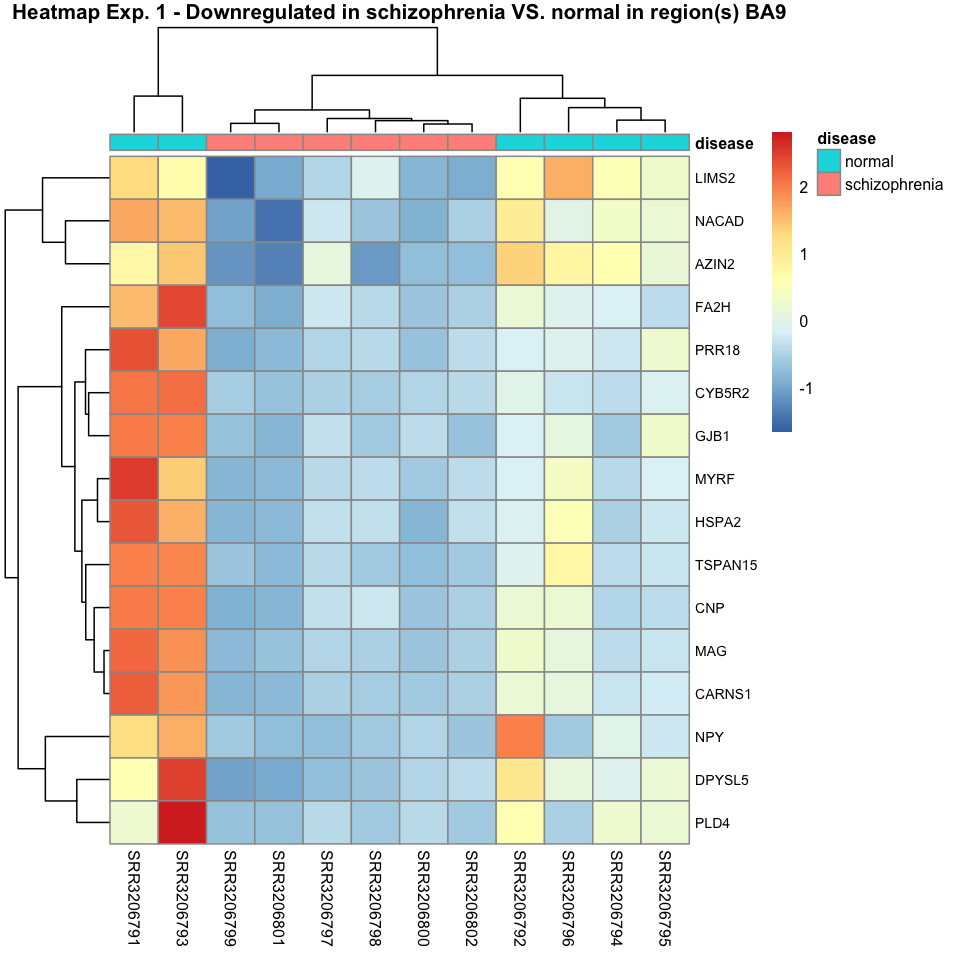 Heatmap Exp. 1 - Downregulated in schizophrenia VS. normal in region(s) BA9
disease
disease
normal
schizophrenia
2
1
0
-1
LIMS2
NACAD
AZIN2
FA2H
PRR18
CYB5R2
GJB1
MYRF
HSPA2
TSPAN15
CNP
MAG
CARNS1
NPY
DPYSL5
PLD4
SRR3206791
SRR3206793
SRR3206799
SRR3206801
SRR3206797
SRR3206798
SRR3206800
SRR3206802
SRR3206792
SRR3206796
SRR3206794
SRR3206795